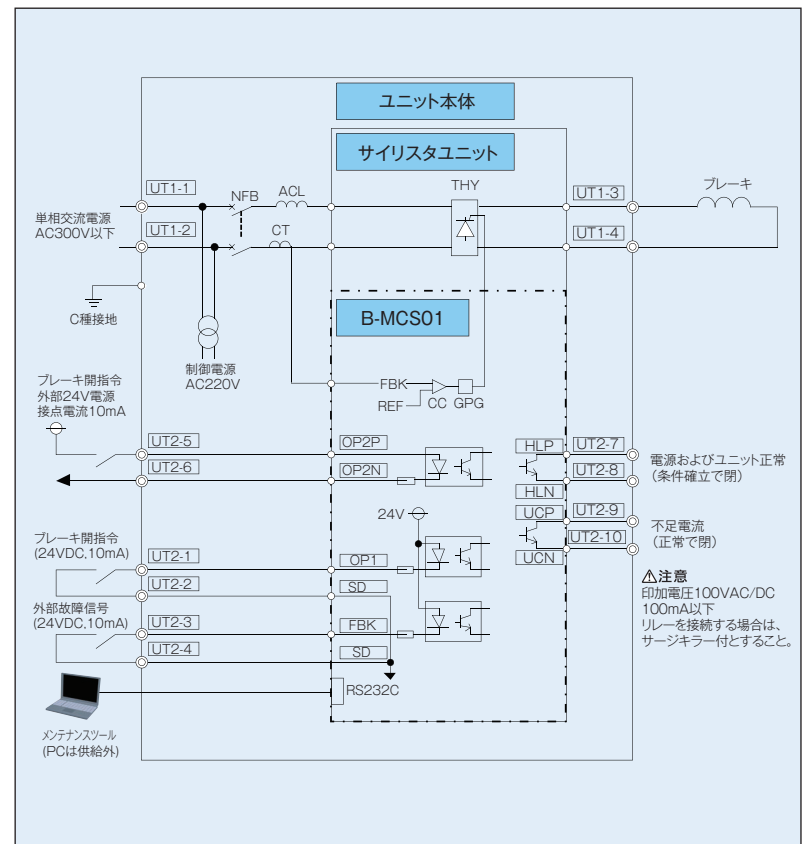 ユニット本体
サイリスタユニット
単相交流電源
AC300V以下
UT1-1
UT1-2
NFB
ACL
CT
THY
UT1-3
UT1-4
ブレーキ
C種接地
制御電源
AC220V
B-MCS01
FBK
REF
CC
GPG
ブレーキ開指令
外部24V電源
接点電流10mA
UT2-5
UT2-6
OP2P
OP2N
HLP
HLN
UT2-7
UT2-8
電源およびユニット正常
(条件確立で閉)
UCP
UCN
UT2-9
UT2-10
不足電流
(正常で閉)
24V
ブレーキ開指令
(24VDC,10mA)
UT2-1
UT2-2
OP1
SD
外部故障信号
(24VDC,10mA)
UT2-3
UT2-4
FBK
SD
⚠注意
印加電圧100VAC/DC
100mA以下
リレーを接続する場合は、
サージキラー付とすること。
RS232C
メンテナンスツール
(PCは供給外)